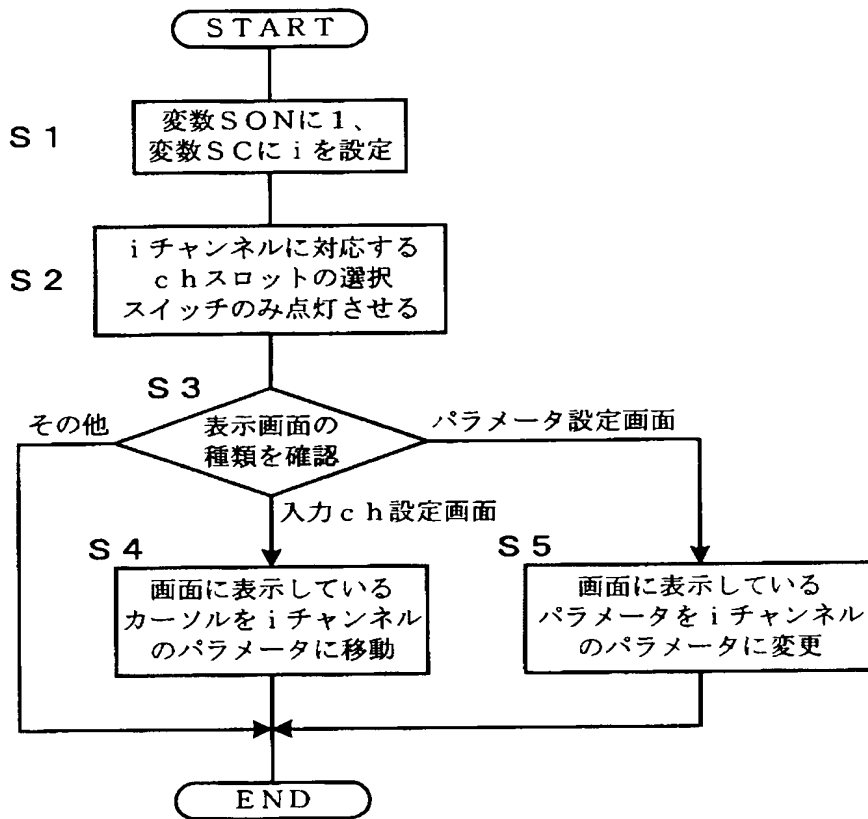 START
S1
変数SONに1、
変数SCにiを設定
S2
iチャンネルに対応する
chスロットの選択
スイッチのみ点灯させる
S3
その他
表示画面の
種類を確認
パラメータ設定画面
入力ch設定画面
S4
画面に表示している
カーソルをiチャンネル
のパラメータに移動
S5
画面に表示している
パラメータをiチャンネル
のパラメータに変更
END